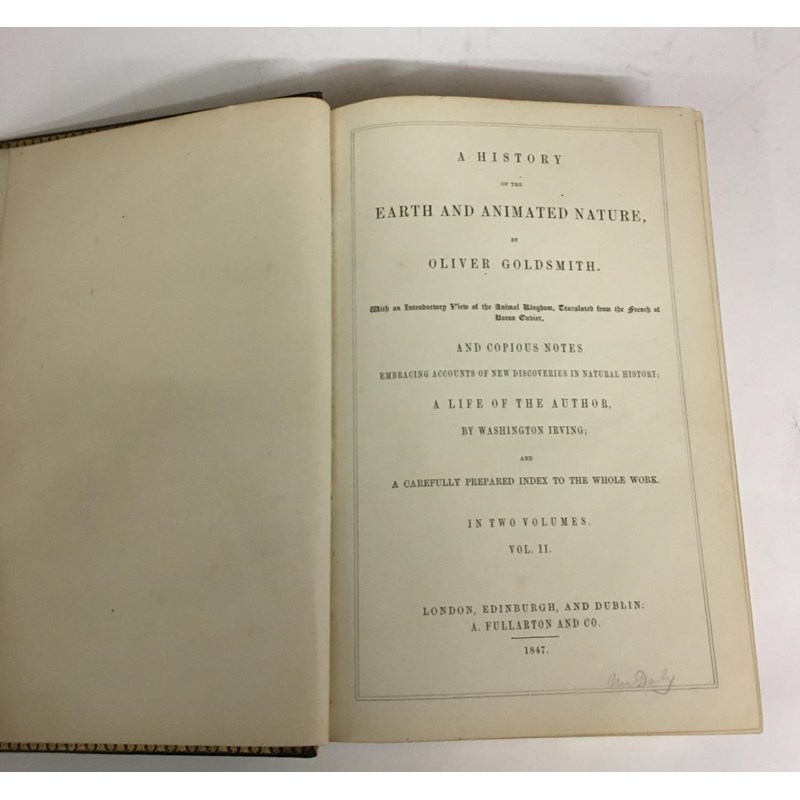 A HISTORY
OF THE
EARTH AND ANIMATED NATURE,
BY
OLIVER GOLDSMITH.
With an Introductory View of the Animal Kingdom, Translated from the French of
Baron Cuvier,
AND COPIOUS NOTES
EMBRACING ACCOUNTS OF NEW DISCOVERIES IN NATURAL HISTORY;
A LIFE OF THE AUTHOR,
BY WASHINGTON IRVING;
AND
A CAREFULLY PREPARED INDEX TO THE WHOLE WORK.
IN TWO VOLUMES.
VOL. II.
LONDON, EDINBURGH, AND DUBLIN:
A. FULLARTON AND CO.
1847.
Daly